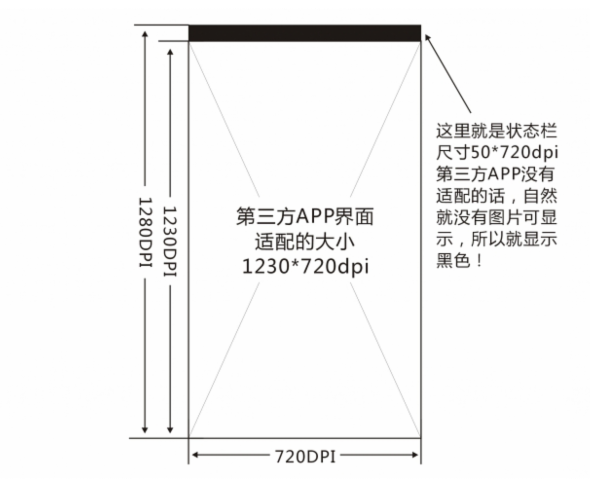 这里就是状态栏
尺寸50*720dpi
第三方APP没有
适配的话，自然
就没有图片可显
示，所以就显示
黑色！
1280DPI
1230DPI
第三方APP界面
适配的大小
1230*720dpi
720DPI